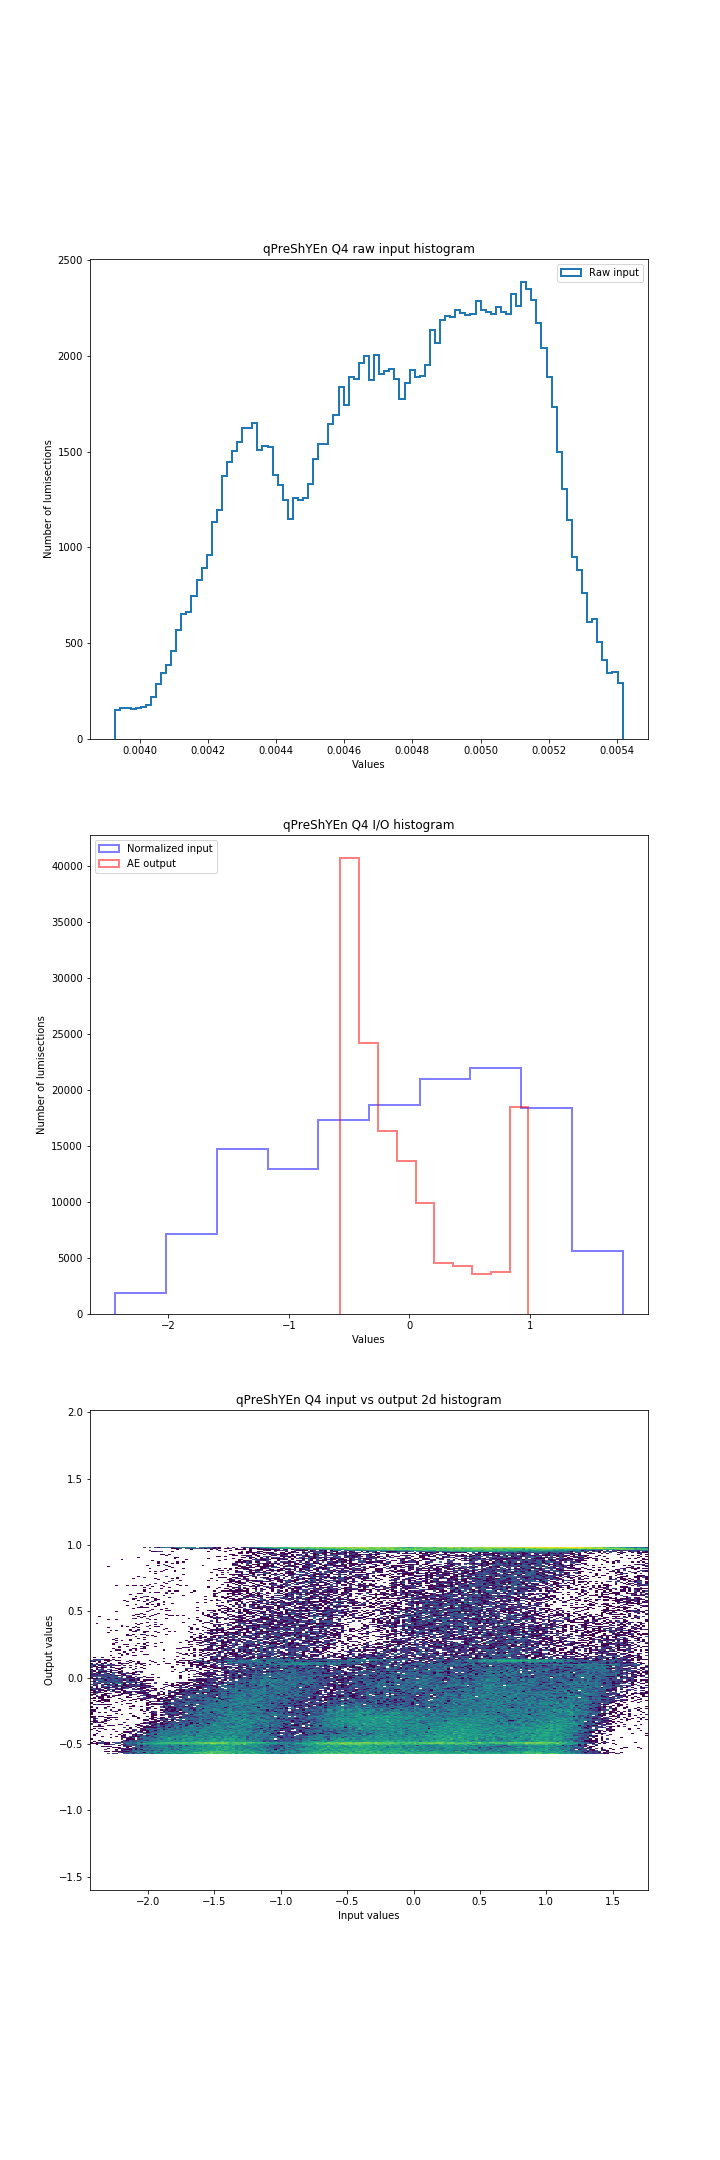 qPreShYEn Q4 raw input histogram
Raw input
2500
2000
1500
1000
500
0
Number of lumisections
0.0040 0.0042 0.0044 0.0046 0.0048 0.0050 0.0052 0.0054
Values
qPreShYEn Q4 I/O histogram
Normalized input
AE output
40000
35000
30000
25000
20000
15000
10000
5000
0
Number of lumisections
−2 −1 0 1
Values
qPreShYEn Q4 input vs output 2d histogram
2.0
1.5
1.0
0.5
0.0
−0.5
−1.0
−1.5
Output values
−2.0 −1.5 −1.0 −0.5 0.0 0.5 1.0 1.5
Input values